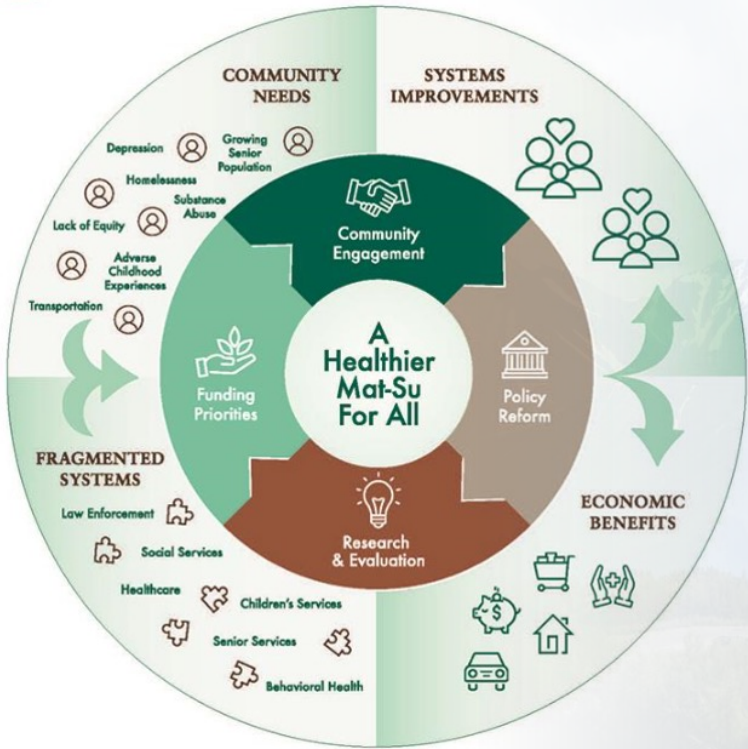 COMMUNITY
NEEDS
Depression
Growing
Senior
Population
Homelessness
Substance
Abuse
Lack of Equity
Adverse
Childhood
Experiences
Transportation
SYSTEMS
IMPROVEMENTS
Community
Engagement
Funding
Priorities
A
Healthier
Mat-Su
For All
Policy
Reform
Research
& Evaluation
FRAGMENTED
SYSTEMS
Law Enforcement
Social Services
Healthcare
Children's Services
Senior Services
Behavioral Health
ECONOMIC
BENEFITS
$